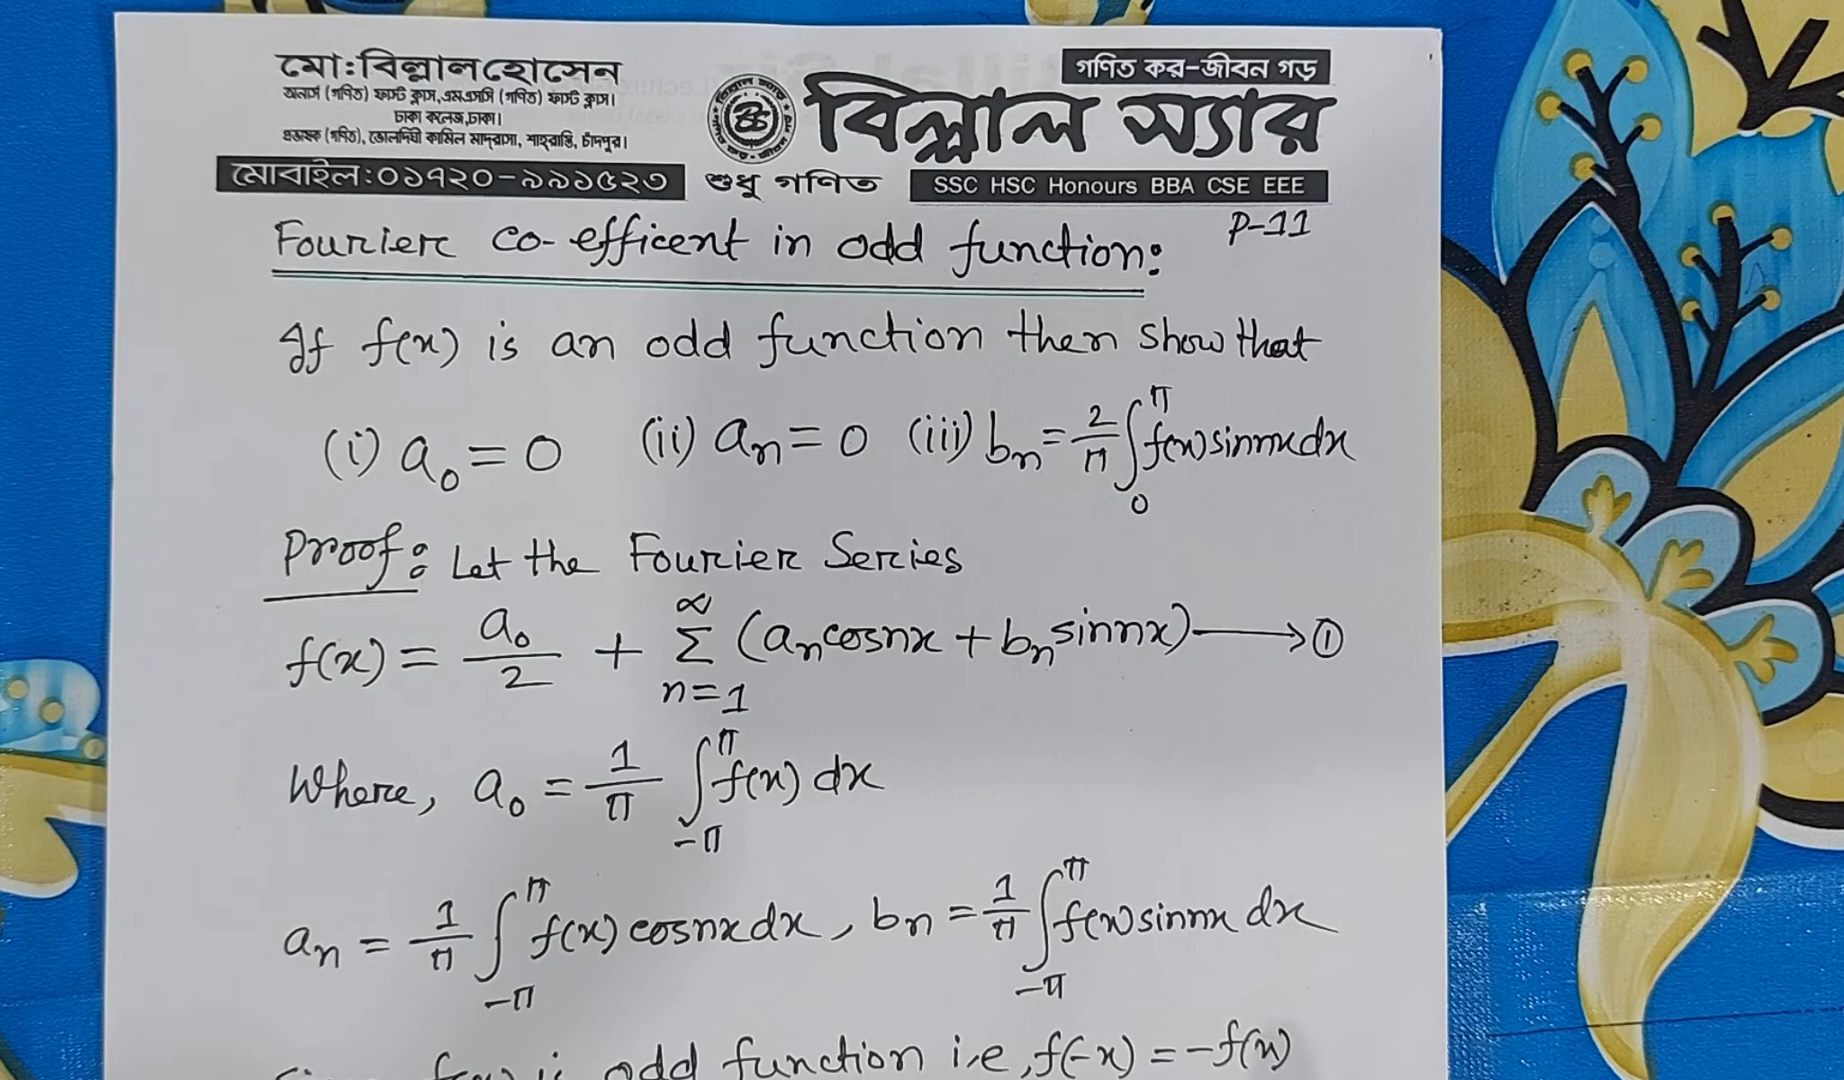 মো: বিল্লাল হোসেন
অনার্স (গণিত) ফার্স্ট ক্লাস, এমএসসি (গণিত) ফার্স্ট ক্লাস।
ঢাকা কলেজ, ঢাকা।
প্রভাষক (গণিত), ভোলদিঘী কামিল মাদ্রাসা, শাহরাস্তি, চাঁদপুর।
মোবাইল: ০১৭২০-৯৯১৫২৩
গণিত কর-জীবন গড়
বিল্লাল স্যার
শুধু গণিত
SSC HSC Honours BBA CSE EEE
P-11
Fourier co-efficent in odd function:
If f(x) is an odd function then show that
(i) a₀ = 0 (ii) aₙ = 0 (iii) bₙ = 2/π ∫₀^π f(x) sinnx dx
Proof: Let the Fourier Series
f(x) = a₀/2 + Σ_{n=1}^∞ (aₙcosnx + bₙsinnx) ⟶ ①
Where, a₀ = 1/π ∫_{-π}^π f(x) dx
aₙ = 1/π ∫_{-π}^π f(x) cosnx dx, bₙ = 1/π ∫_{-π}^π f(x) sinnx dx
f(x) is odd function i.e, f(-x) = -f(x)